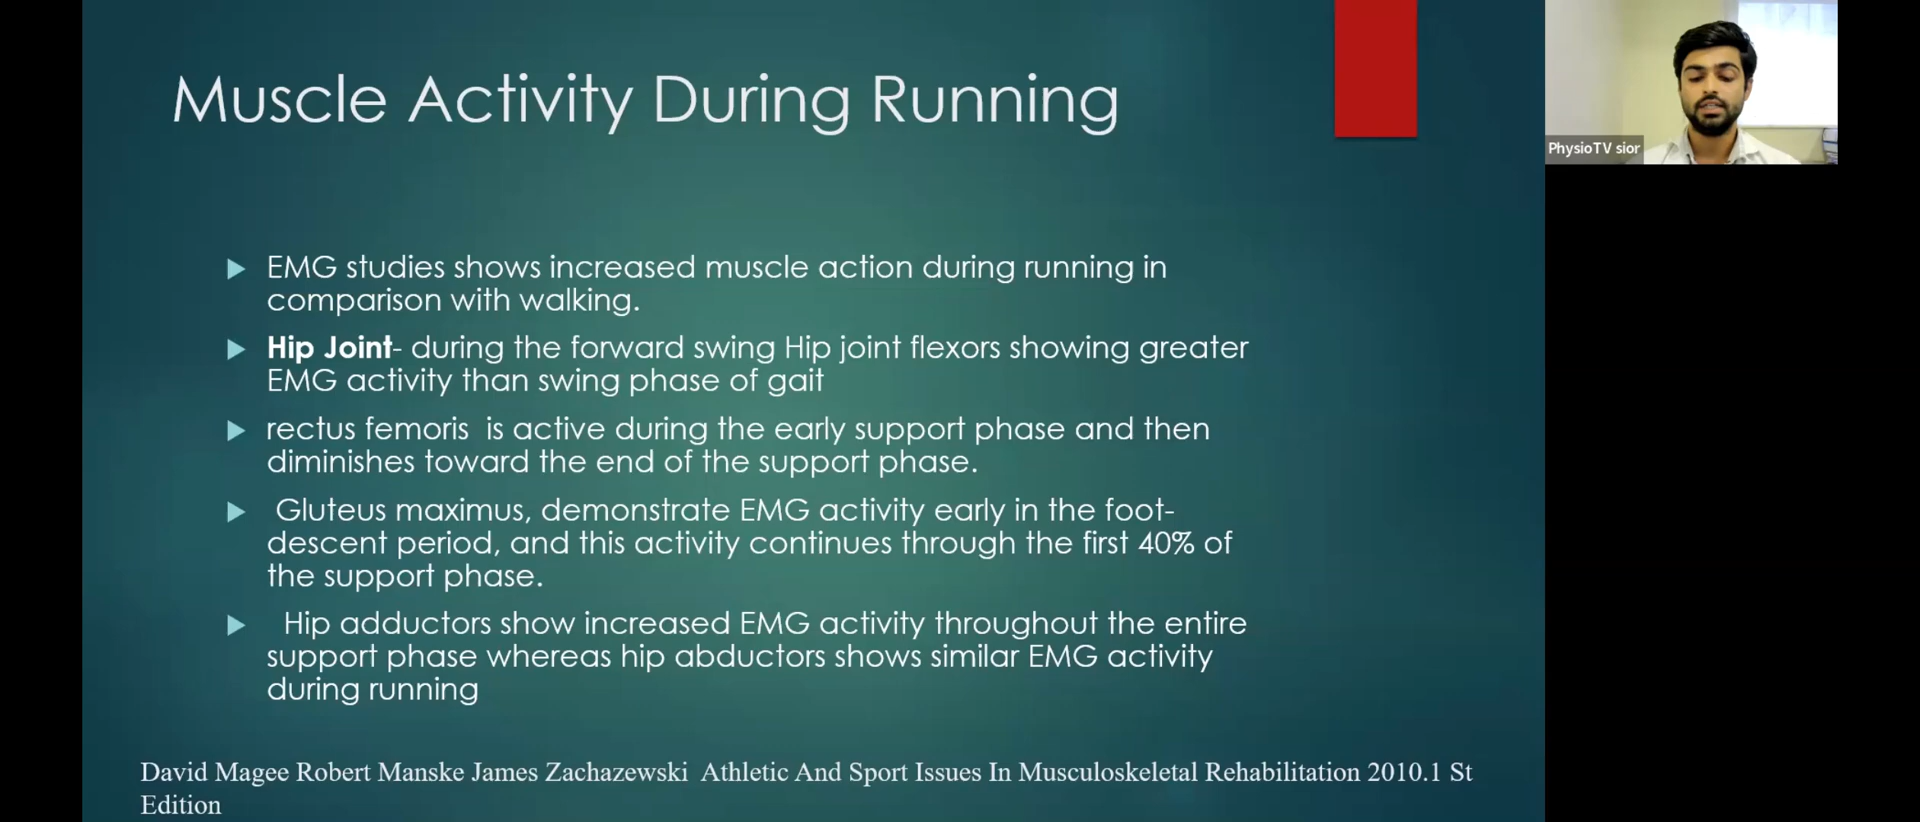 Muscle Activity During Running
PhysioTV sior
EMG studies shows increased muscle action during running in
comparison with walking.
Hip Joint- during the forward swing Hip joint flexors showing greater
EMG activity than swing phase of gait
rectus femoris  is active during the early support phase and then
diminishes toward the end of the support phase.
Gluteus maximus, demonstrate EMG activity early in the foot-
descent period, and this activity continues through the first 40% of
the support phase.
Hip adductors show increased EMG activity throughout the entire
support phase whereas hip abductors shows similar EMG activity
during running
David Magee Robert Manske James Zachazewski  Athletic And Sport Issues In Musculoskeletal Rehabilitation 2010.1 St
Edition